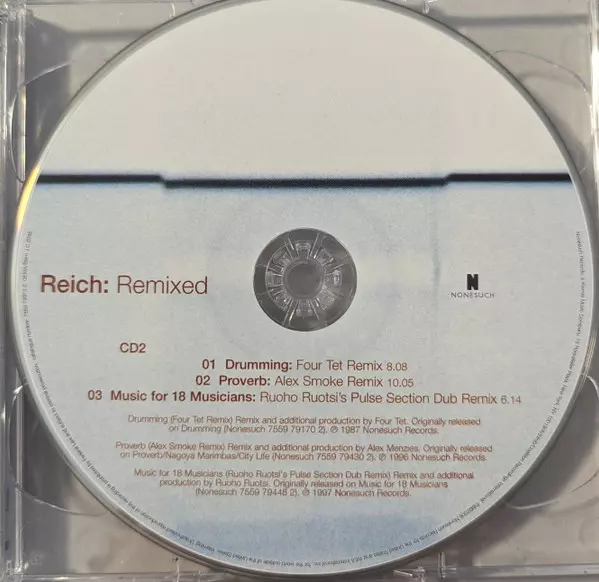 Reich: Remixed
N
NONESUCH
CD2
01 Drumming: Four Tet Remix 8.08
02 Proverb: Alex Smoke Remix 10.05
03 Music for 18 Musicians: Ruoho Ruotsi's Pulse Section Dub Remix 6.14
Drumming (Four Tet Remix) Remix and additional production by Four Tet. Originally released
on Drumming (Nonesuch 7559 79170 2). ℗ 1987 Nonesuch Records.
Proverb (Alex Smoke Remix) Remix and additional production by Alex Menzies. Originally released
on Proverb/Nagoya Marimbas/City Life (Nonesuch 7559 79430 2). ℗ 1996 Nonesuch Records.
Music for 18 Musicians (Ruoho Ruotsi's Pulse Section Dub Remix) Remix and additional
production by Ruoho Ruotsi. Originally released on Music for 18 Musicians
(Nonesuch 7559 79448 2). ℗ 1997 Nonesuch Records.